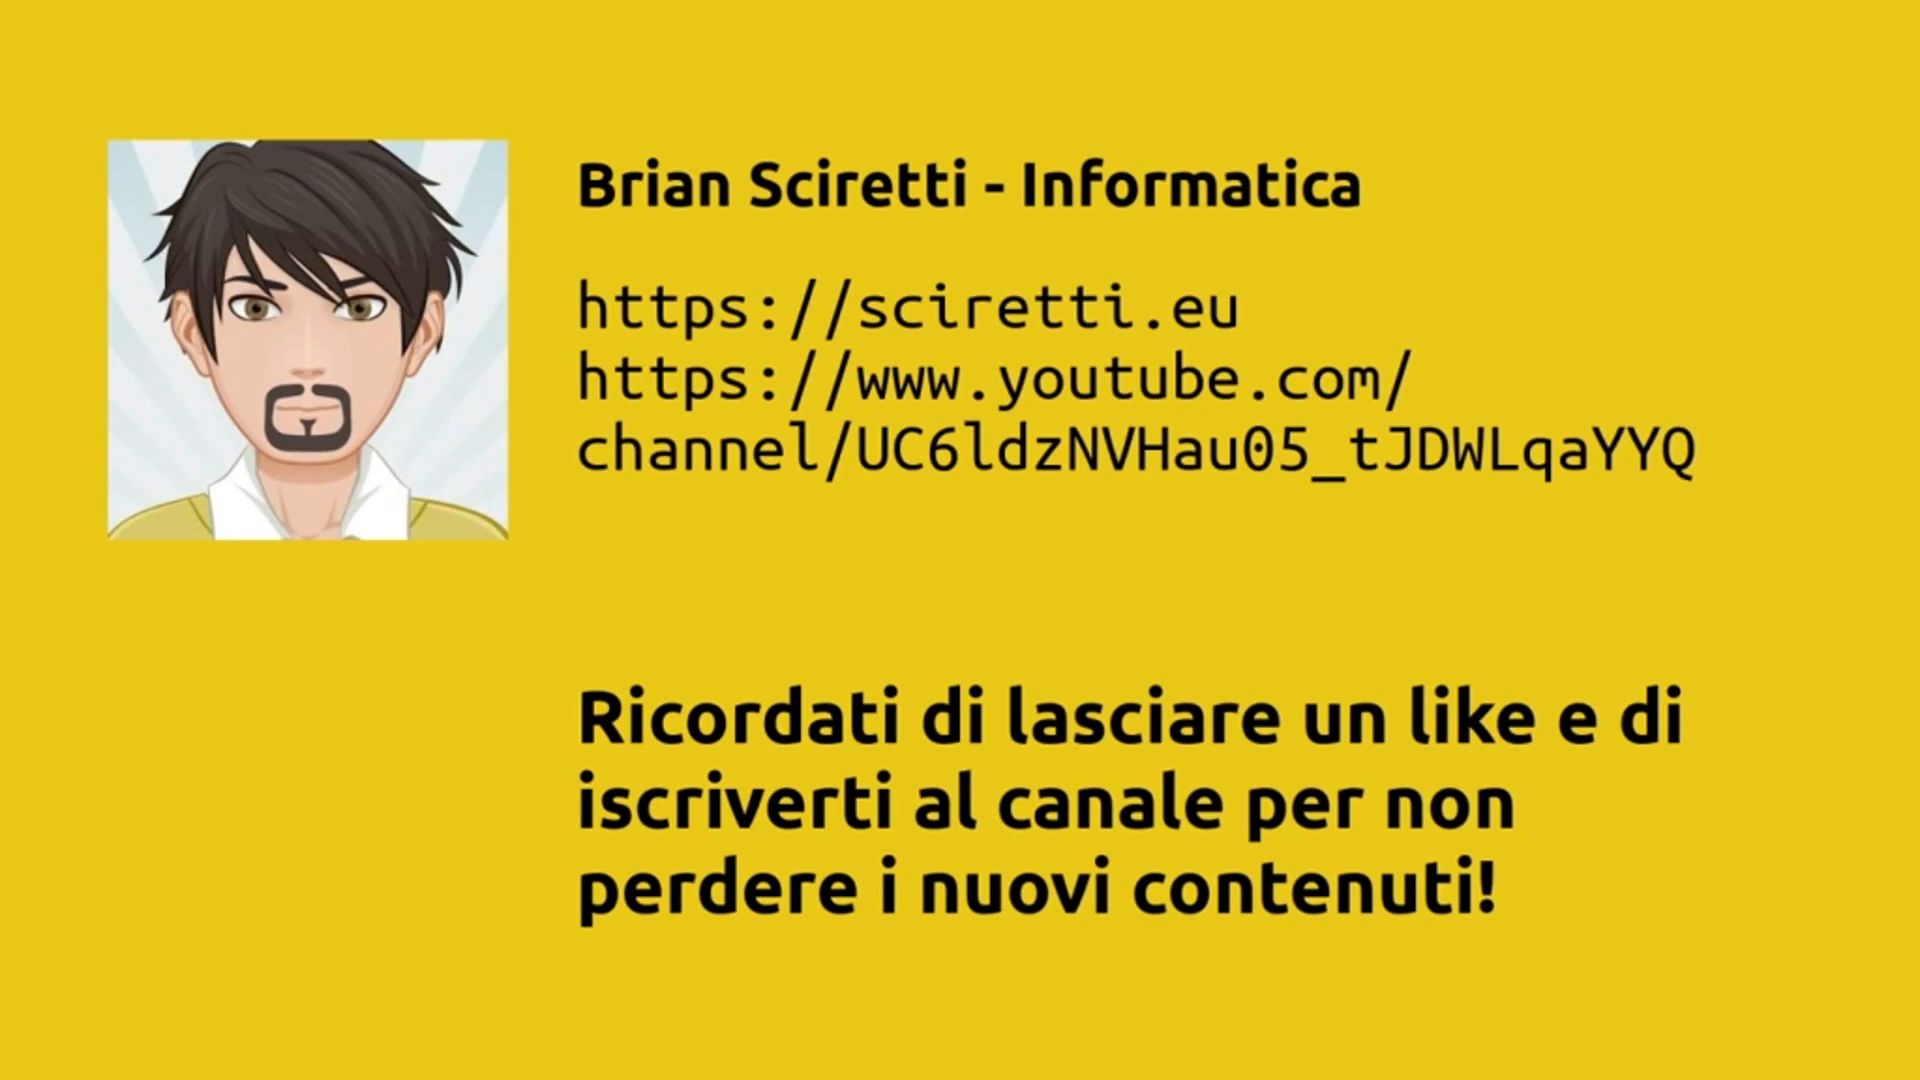 Brian Sciretti - Informatica
https://sciretti.eu
https://www.youtube.com/
channel/UC6ldzNVHau05_tJDWLqaYYQ
Ricordati di lasciare un like e di
iscriverti al canale per non
perdere i nuovi contenuti!